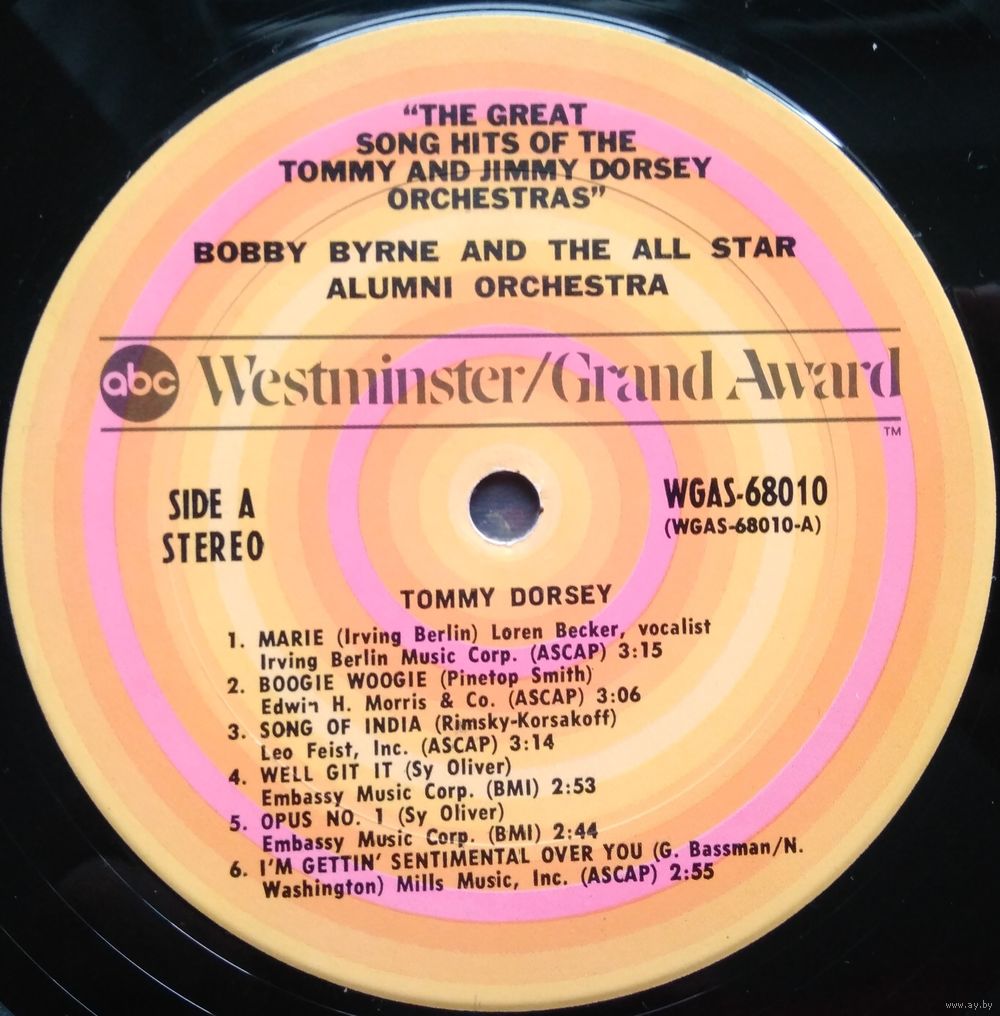 "THE GREAT
SONG HITS OF THE
TOMMY AND JIMMY DORSEY
ORCHESTRAS"
BOBBY BYRNE AND THE ALL STAR
ALUMNI ORCHESTRA
abc Westminster/Grand Award
TM
SIDE A
STEREO
WGAS-68010
(WGAS-68010-A)
TOMMY DORSEY
1. MARIE (Irving Berlin) Loren Becker, vocalist
Irving Berlin Music Corp. (ASCAP) 3:15
2. BOOGIE WOOGIE (Pinetop Smith)
Edwin H. Morris & Co. (ASCAP) 3:06
3. SONG OF INDIA (Rimsky-Korsakoff)
Leo Feist, Inc. (ASCAP) 3:14
4. WELL GIT IT (Sy Oliver)
Embassy Music Corp. (BMI) 2:53
5. OPUS NO. 1 (Sy Oliver)
Embassy Music Corp. (BMI) 2:44
6. I'M GETTIN' SENTIMENTAL OVER YOU (G. Bassman/N.
Washington) Mills Music, Inc. (ASCAP) 2:55
www.ay.by